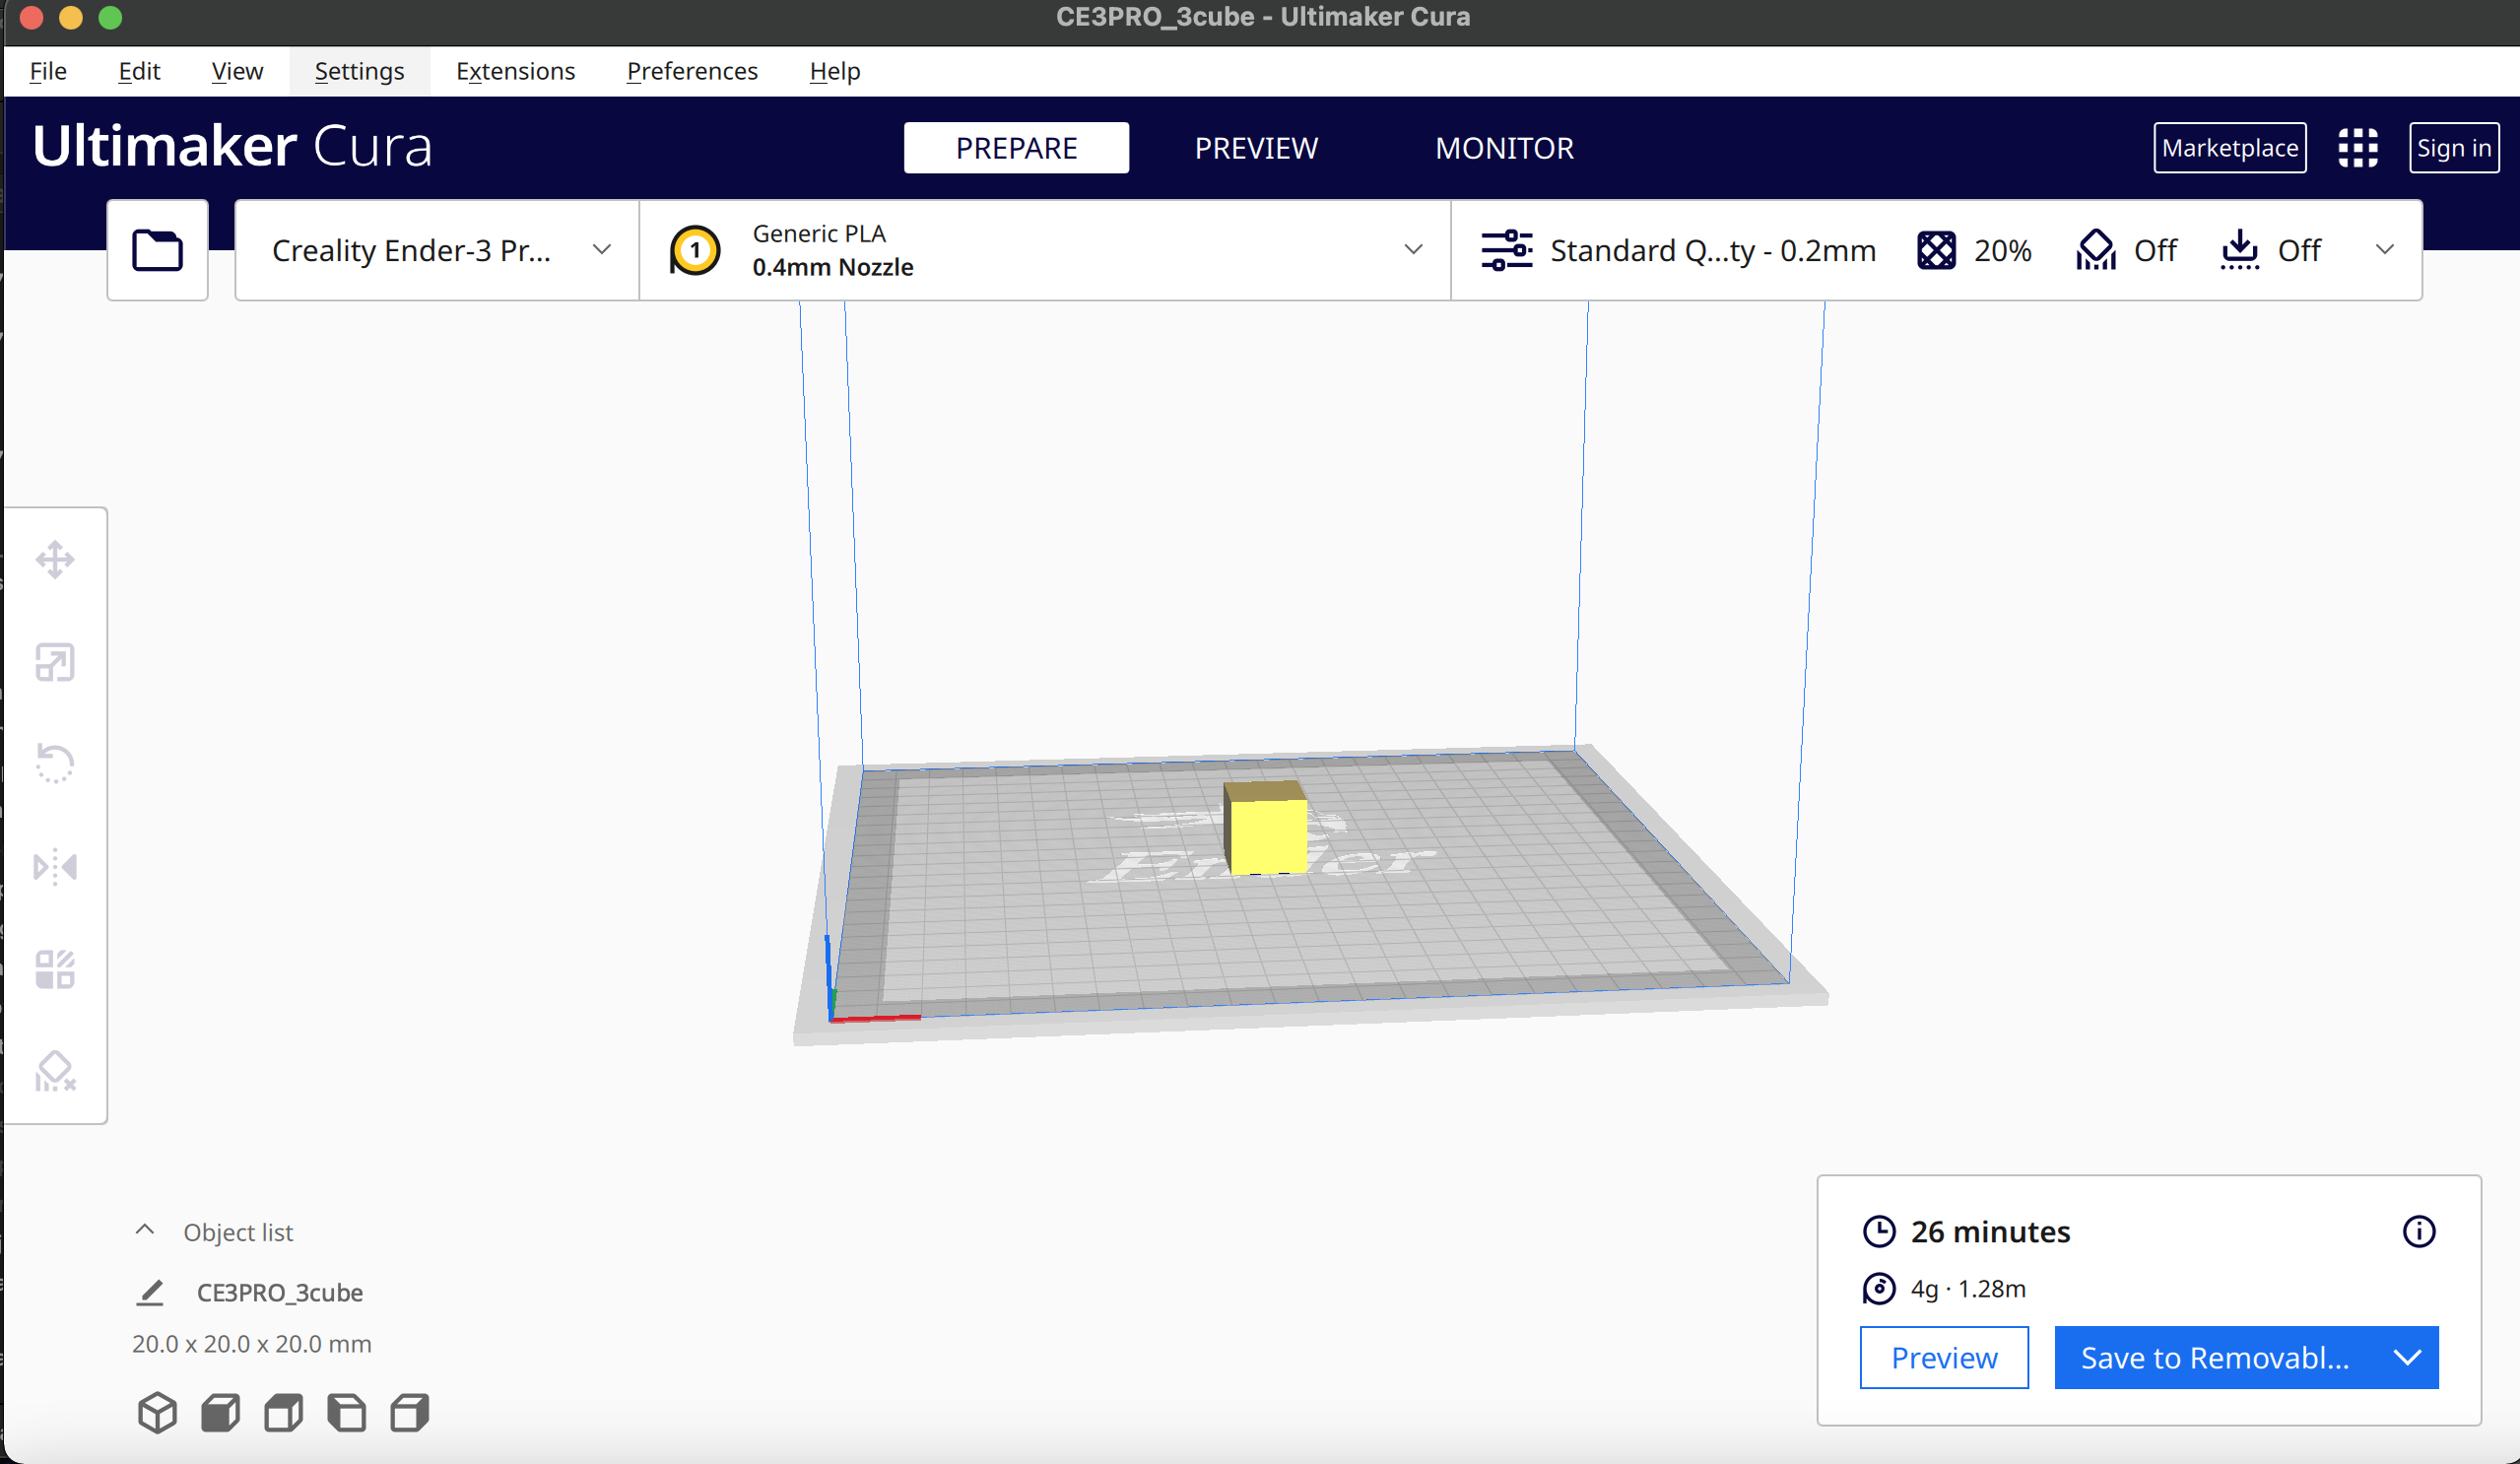 CE3PRO_3cube - Ultimaker Cura
File Edit View Settings Extensions Preferences Help
Ultimaker Cura
PREPARE PREVIEW MONITOR
Marketplace Sign in
Creality Ender-3 Pr...
1
Generic PLA
0.4mm Nozzle
Standard Q...ty - 0.2mm
20%
Off
Off
Object list
CE3PRO_3cube
20.0 x 20.0 x 20.0 mm
26 minutes
4g · 1.28m
Preview
Save to Removabl...